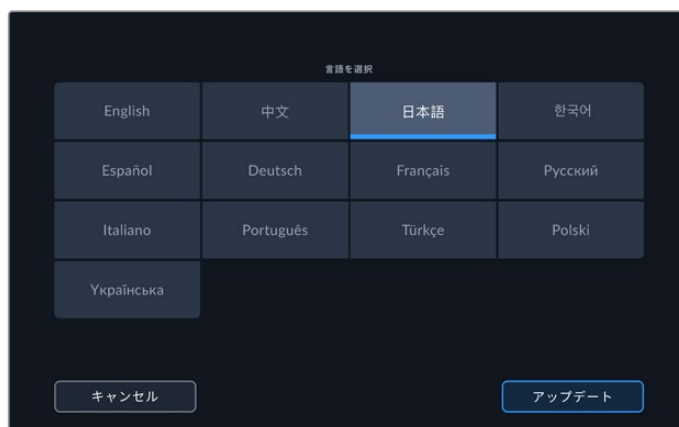 言語を選択
English 中文 日本語 한국어
Español Deutsch Français Русский
Italiano Português Türkçe Polski
Українська
キャンセル アップデート